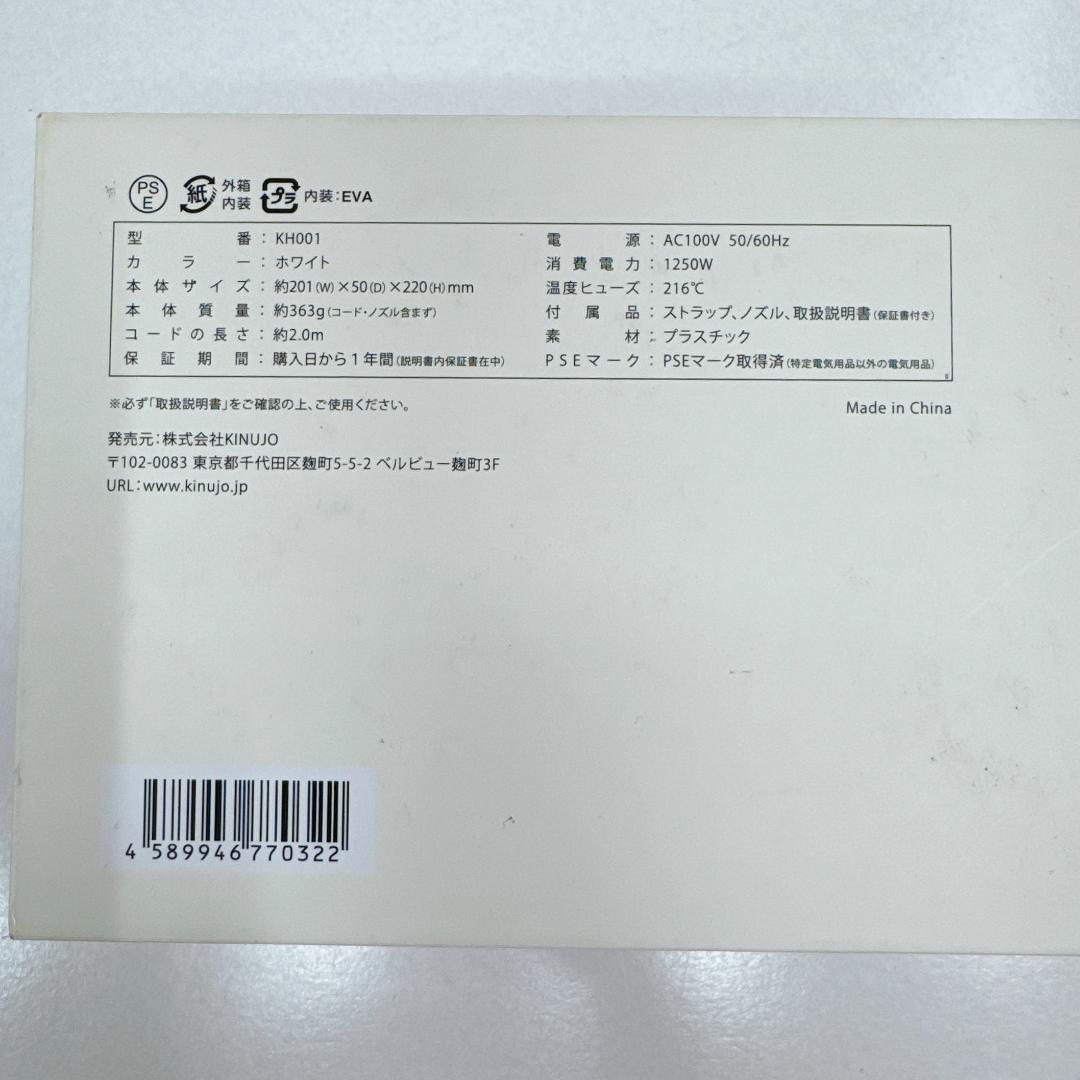 PS
E
紙 外箱
内装
プラ 内装:EVA
型番:KH001
カラー:ホワイト
本体サイズ:約201(W)×50(D)×220(H)mm
本体質量:約363g(コード・ノズル含まず)
コードの長さ:約2.0m
保証期間:購入日から1年間(説明書内保証書在中)
電源:AC100V 50/60Hz
消費電力:1250W
温度ヒューズ:216℃
付属品:ストラップ、ノズル、取扱説明書(保証書付き)
素材:プラスチック
PSEマーク:PSEマーク取得済(特定電気用品以外の電気用品)
※必ず「取扱説明書」をご確認の上、ご使用ください。
Made in China
発売元:株式会社KINUJO
〒102-0083 東京都千代田区麹町5-5-2 ベルビュー麹町3F
URL:www.kinujo.jp
4 589946 770322